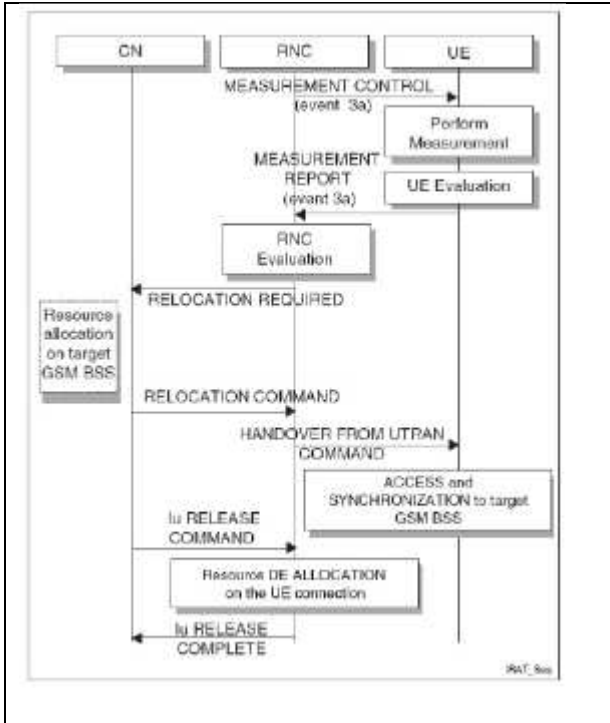 CN
RNC
UE
MEASUREMENT CONTROL
(event 3a)
Perform
Measurement
MEASUREMENT
REPORT
(event 3a)
UE Evaluation
RNC
Evaluation
RELOCATION REQUIRED
Resource
allocation
on target
GSM BSS
RELOCATION COMMAND
HANDOVER FROM UTRAN
COMMAND
ACCESS and
SYNCHRONIZATION to target
GSM BSS
Iu RELEASE
COMMAND
Resource DE ALLOCATION
on the UE connection
Iu RELEASE
COMPLETE